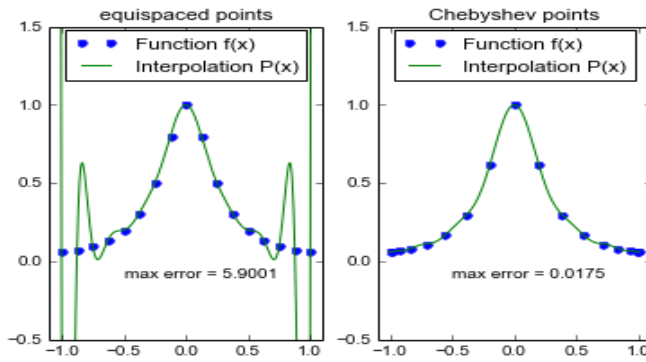 equispaced points
1.5
Function f(x)
Interpolation P(x)
1.0
0.5
0.0
max error = 5.9001
−0.5
−1.0 −0.5 0.0 0.5 1.0
Chebyshev points
1.5
Function f(x)
Interpolation P(x)
1.0
0.5
0.0
max error = 0.0175
−0.5
−1.0 −0.5 0.0 0.5 1.0